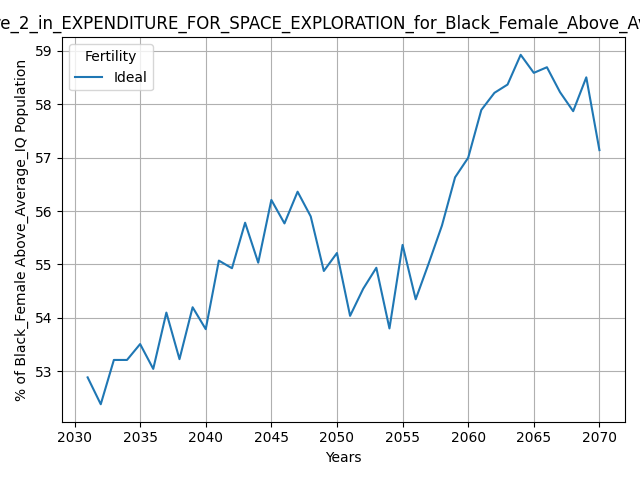 e_2_in_EXPENDITURE_FOR_SPACE_EXPLORATION_for_Black_Female_Above_Av
Fertility
Ideal
% of Black_Female Above_Average_IQ Population
59
58
57
56
55
54
53
2030 2035 2040 2045 2050 2055 2060 2065 2070
Years